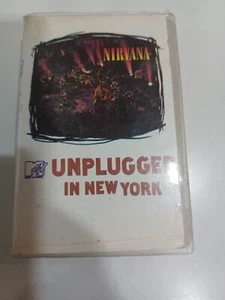 NIRVANA
MTV UNPLUGGED
IN NEW YORK